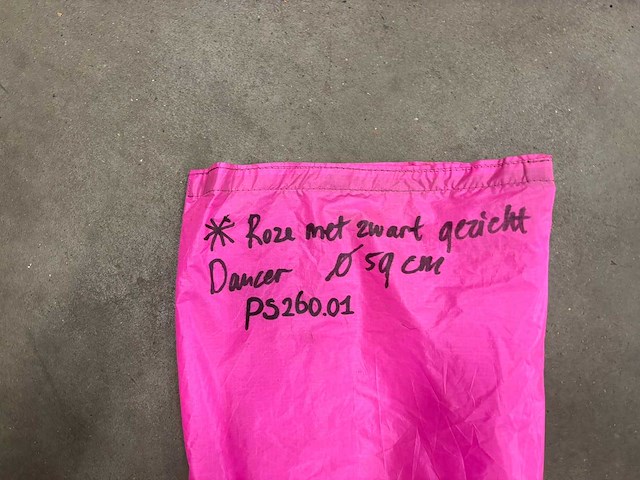 * Roze met zwart gezicht
Dancer ø 59 cm
PS260.01